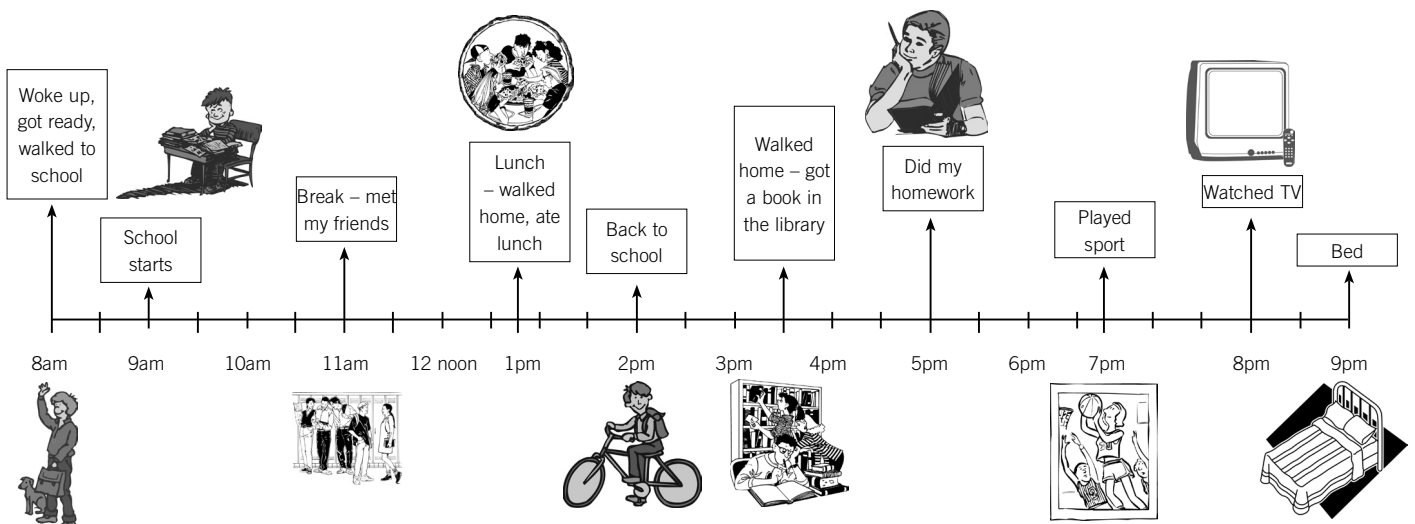 Woke up,
got ready,
walked to
school
School
starts
Break – met
my friends
Lunch
– walked
home, ate
lunch
Back to
school
Walked
home – got
a book in
the library
Did my
homework
Played
sport
Watched TV
Bed
8am 9am 10am 11am 12 noon 1pm 2pm 3pm 4pm 5pm 6pm 7pm 8pm 9pm